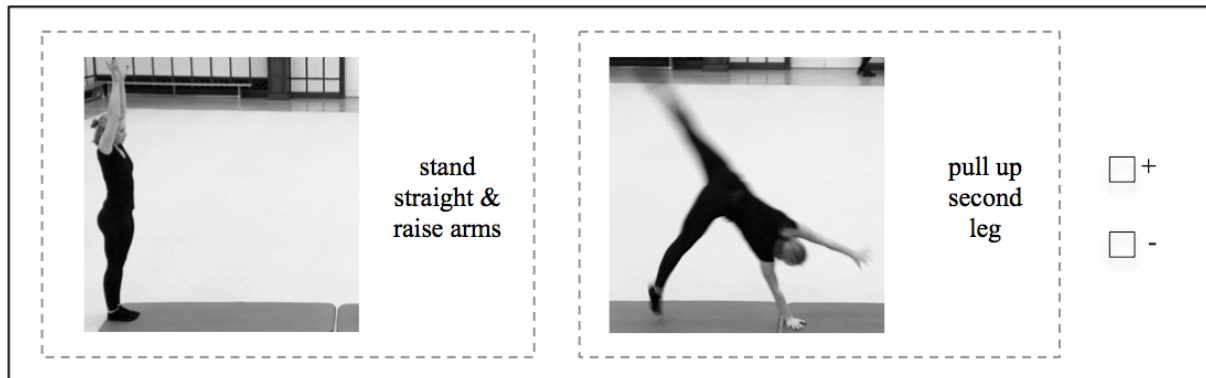 stand
straight &
raise arms
pull up
second
leg
+
-